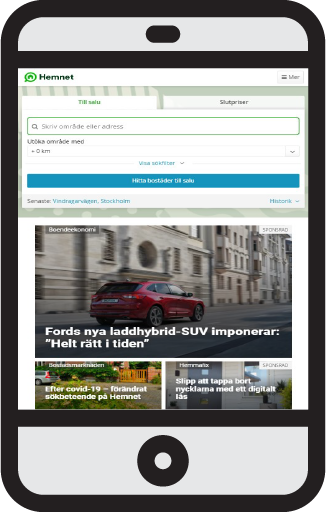 Hemnet
Mer
Till salu
Slutpriser
Skriv område eller adress
Utöka område med
+ 0 km
Visa sökfilter
Hitta bostäder till salu
Senaste: Vindragarvägen, Stockholm
Historik
Boendeekonomi
SPONSRAD
Fords nya laddhybrid-SUV imponerar:
“Helt rätt i tiden”
Bostadsmarknaden
Efter covid-19 – förändrat
sökbeteende på Hemnet
Hemmafix
SPONSRAD
Slipp att tappa bort
nycklarna med ett digitalt
lås